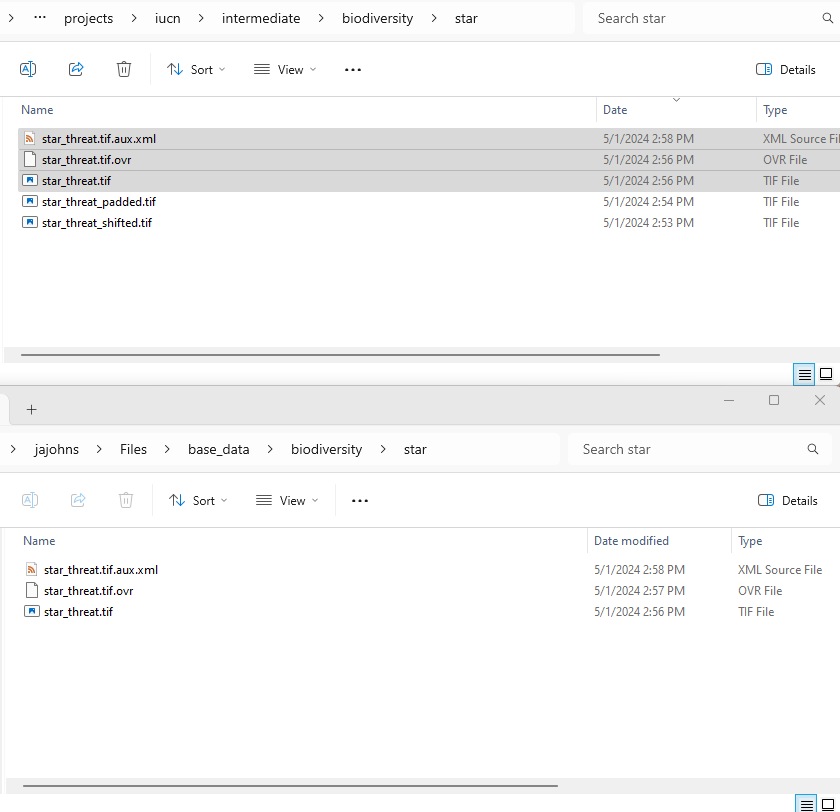 projects iucn intermediate biodiversity star Search star
Sort View Details
Name Date Type
star_threat.tif.aux.xml 5/1/2024 2:58 PM XML Source Fil
star_threat.tif.ovr 5/1/2024 2:56 PM OVR File
star_threat.tif 5/1/2024 2:56 PM TIF File
star_threat_padded.tif 5/1/2024 2:54 PM TIF File
star_threat_shifted.tif 5/1/2024 2:53 PM TIF File
jajohns Files base_data biodiversity star Search star
Sort View Details
Name Date modified Type
star_threat.tif.aux.xml 5/1/2024 2:58 PM XML Source File
star_threat.tif.ovr 5/1/2024 2:57 PM OVR File
star_threat.tif 5/1/2024 2:56 PM TIF File